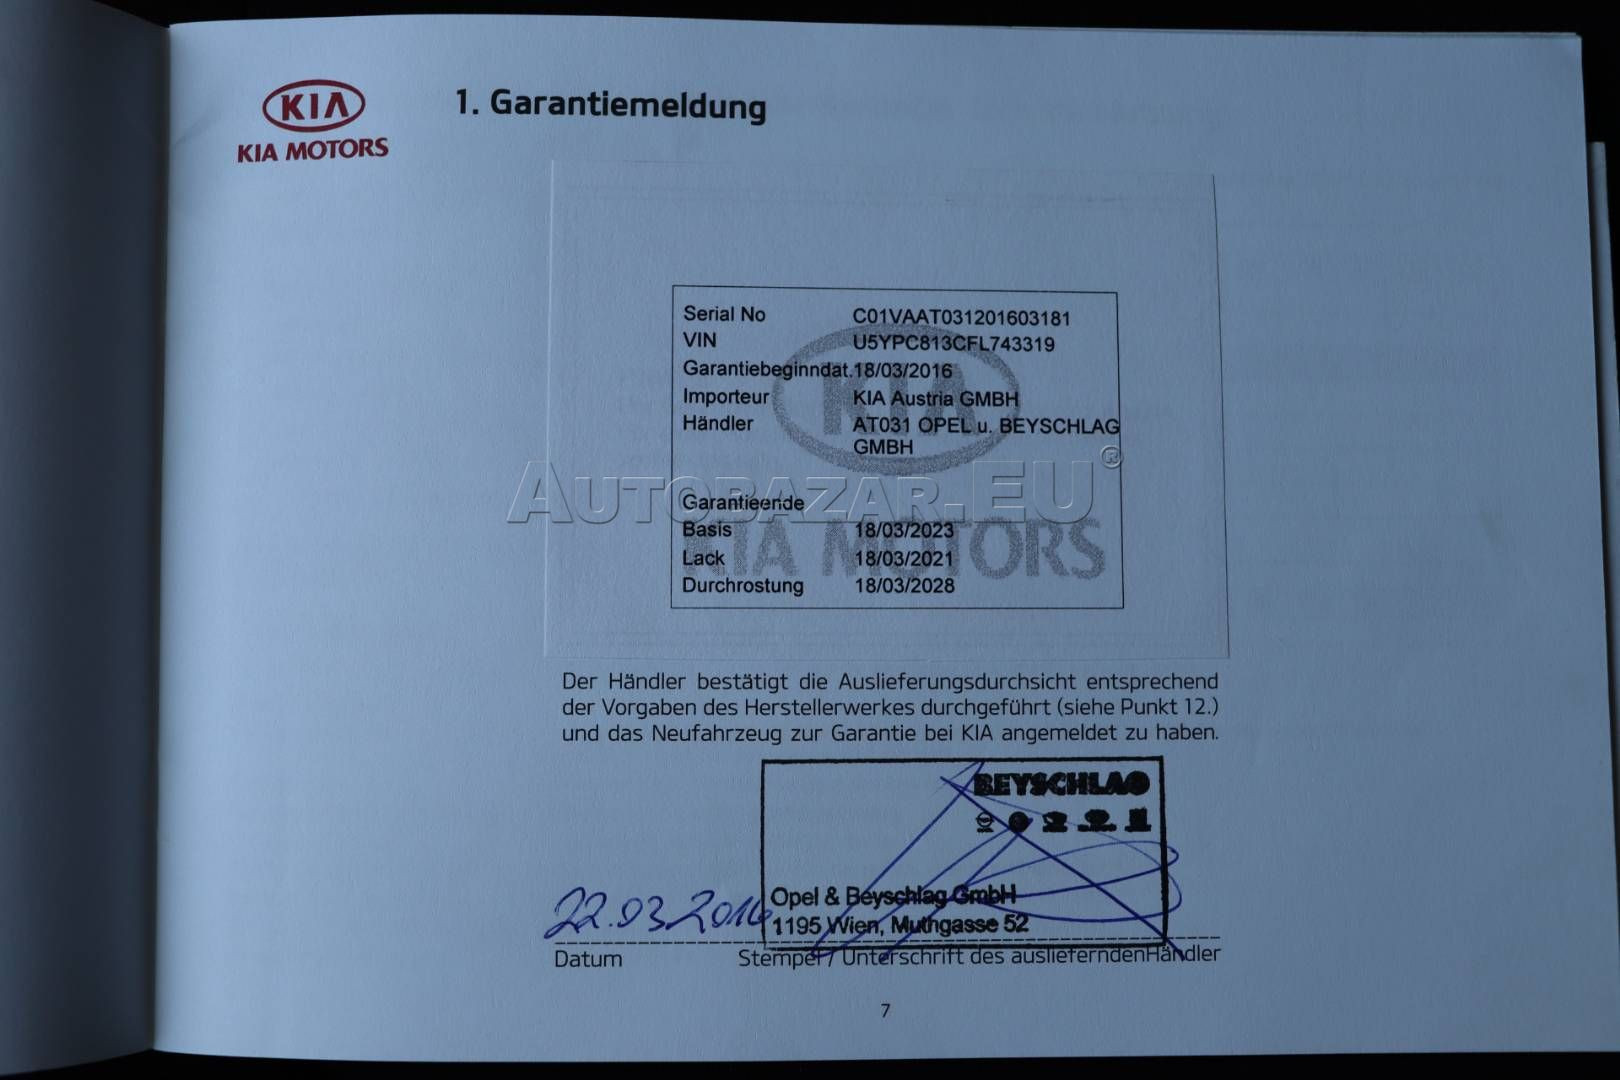 KIA
KIA MOTORS
1. Garantiemeldung
Serial No C01VAAT031201603181
VIN U5YPC813CFL743319
Garantiebeginndat. 18/03/2016
Importeur KIA Austria GMBH
Händler AT031 OPEL u. BEYSCHLAG
GMBH
KIA
AUTOBAZAR.EU®
Garantieende
Basis 18/03/2023
KIA MOTORS
Lack 18/03/2021
Durchrostung 18/03/2028
Der Händler bestätigt die Auslieferungsdurchsicht entsprechend
der Vorgaben des Herstellerwerkes durchgeführt (siehe Punkt 12.)
und das Neufahrzeug zur Garantie bei KIA angemeldet zu haben.
BEYSCHLAG
Opel & Beyschlag GmbH
1195 Wien, Muthgasse 52
22.03.2016
Datum Stempel / Unterschrift des ausliefernden Händler
7